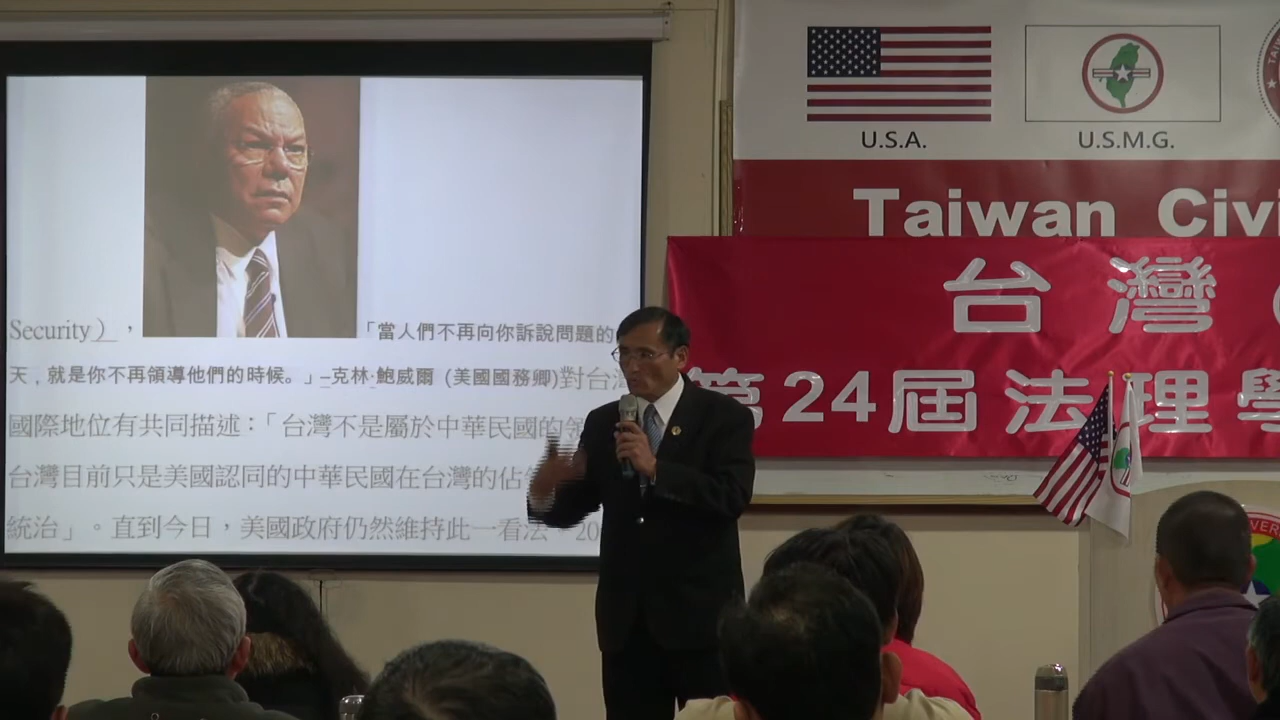 Security），
「當人們不再向你訴說問題的
天，就是你不再領導他們的時候。」–克林·鮑威爾 (美國國務卿)對台
國際地位有共同描述：「台灣不是屬於中華民國的
台灣目前只是美國認同的中華民國在台灣的佔
統治」。直到今日，美國政府仍然維持此一看法。20
U.S.A.
U.S.M.G.
Taiwan Civi
台灣
第24屆法理學